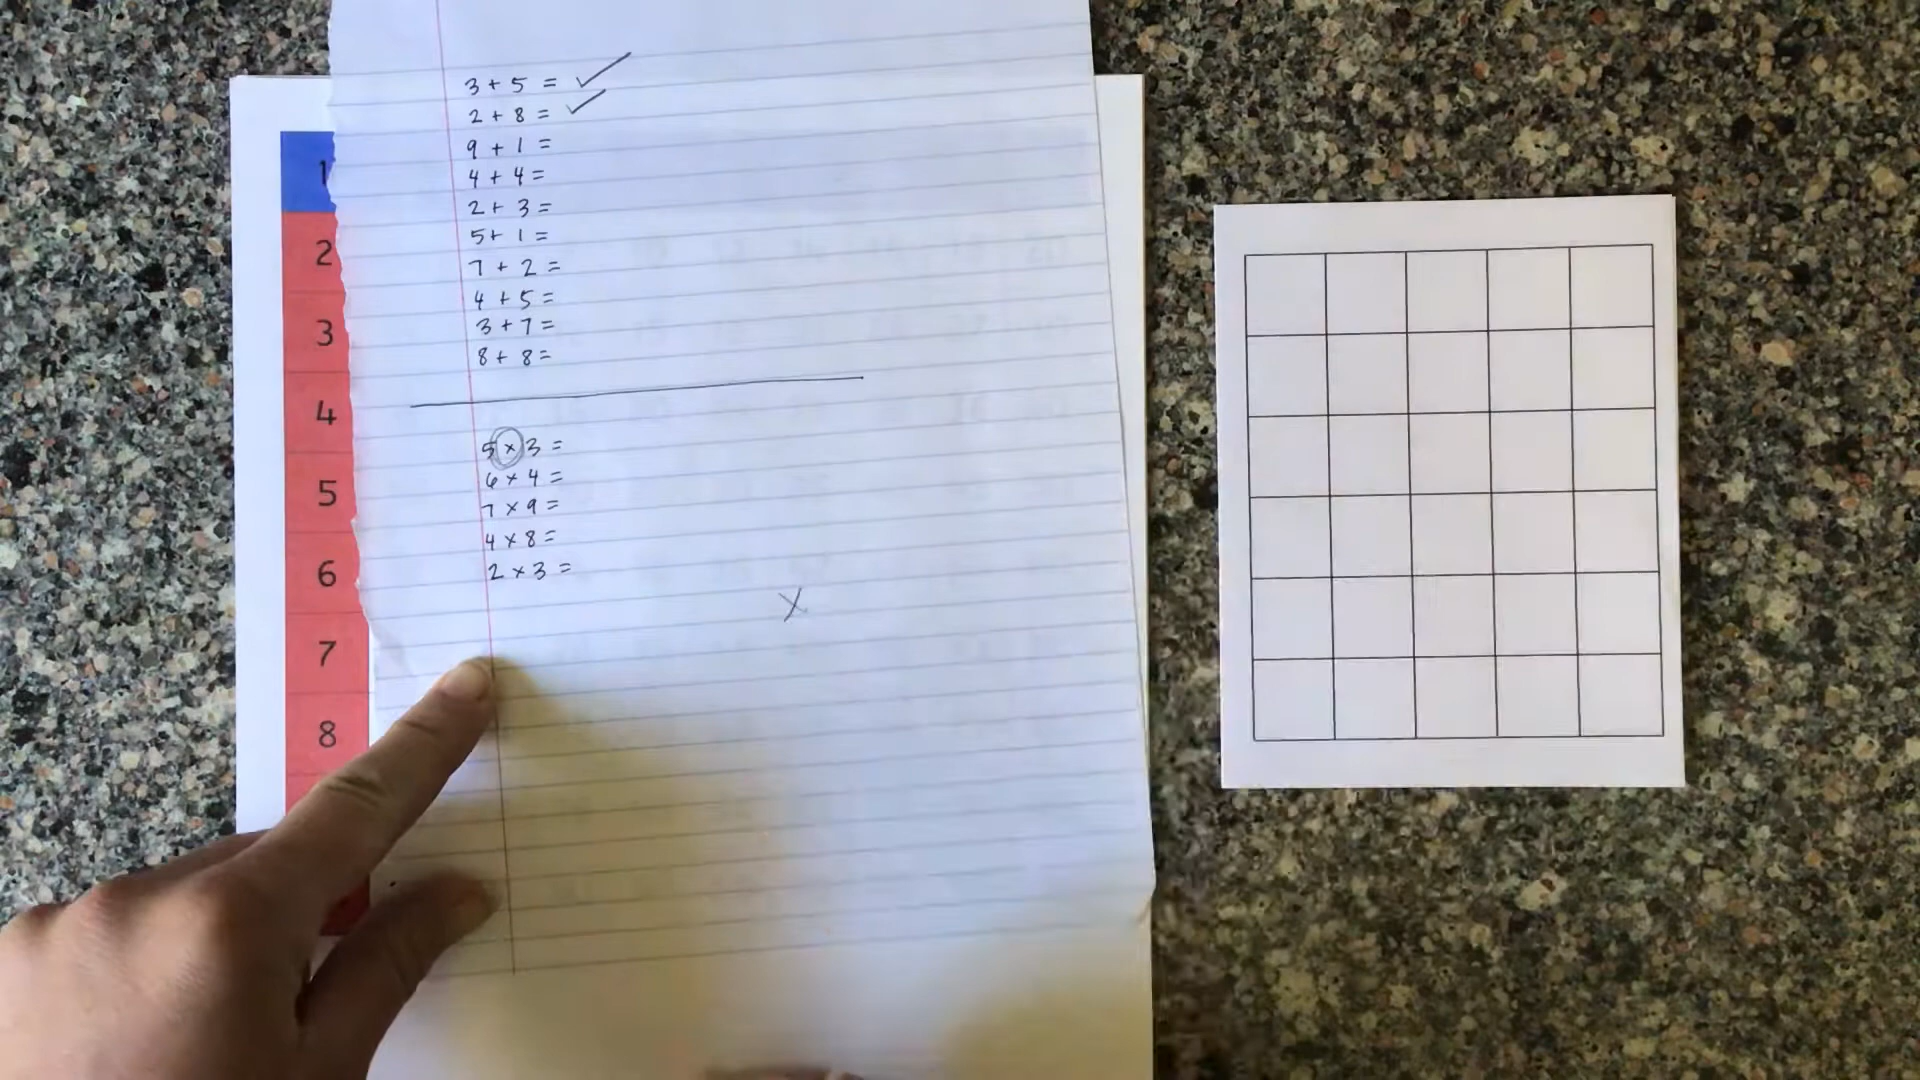 3 + 5 = ✓
2 + 8 = ✓
9 + 1 =
4 + 4 =
2 + 3 =
5 + 1 =
7 + 2 =
4 + 5 =
3 + 7 =
8 + 8 =
5 × 3 =
6 × 4 =
7 × 9 =
4 × 8 =
2 × 3 =
X
1
2
3
4
5
6
7
8